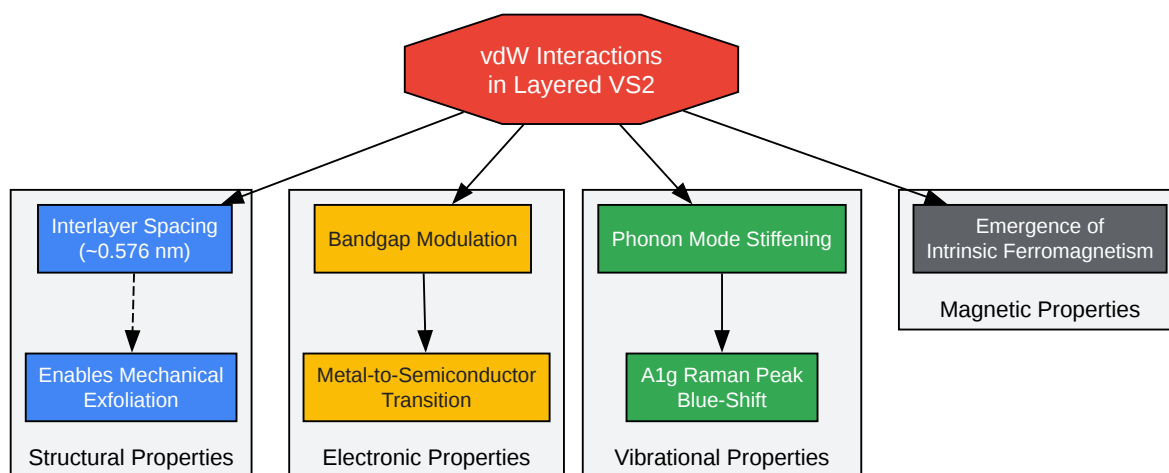 vdW Interactions
in Layered VS2
Interlayer Spacing
(~0.576 nm)
Enables Mechanical
Exfoliation
Structural Properties
Bandgap Modulation
Metal-to-Semiconductor
Transition
Electronic Properties
Phonon Mode Stiffening
A1g Raman Peak
Blue-Shift
Vibrational Properties
Emergence of
Intrinsic Ferromagnetism
Magnetic Properties